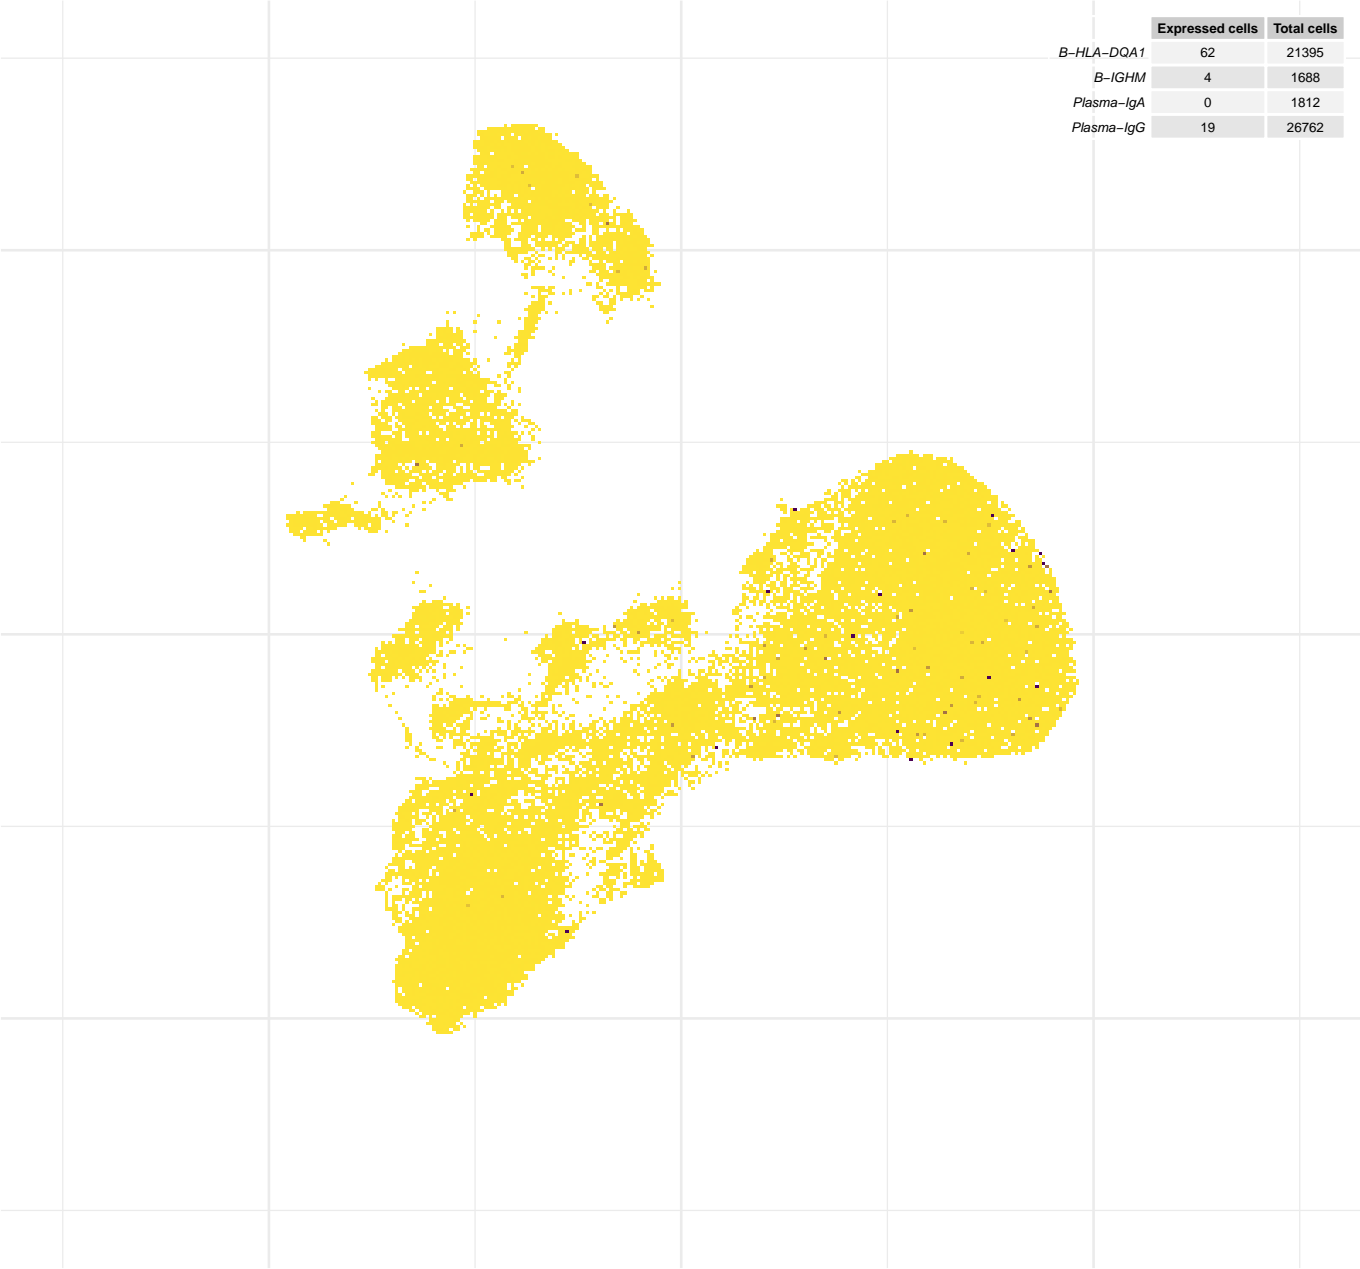 Expressed cells Total cells
B−HLA−DQA1 62 21395
B−IGHM 4 1688
Plasma−IgA 0 1812
Plasma−IgG 19 26762